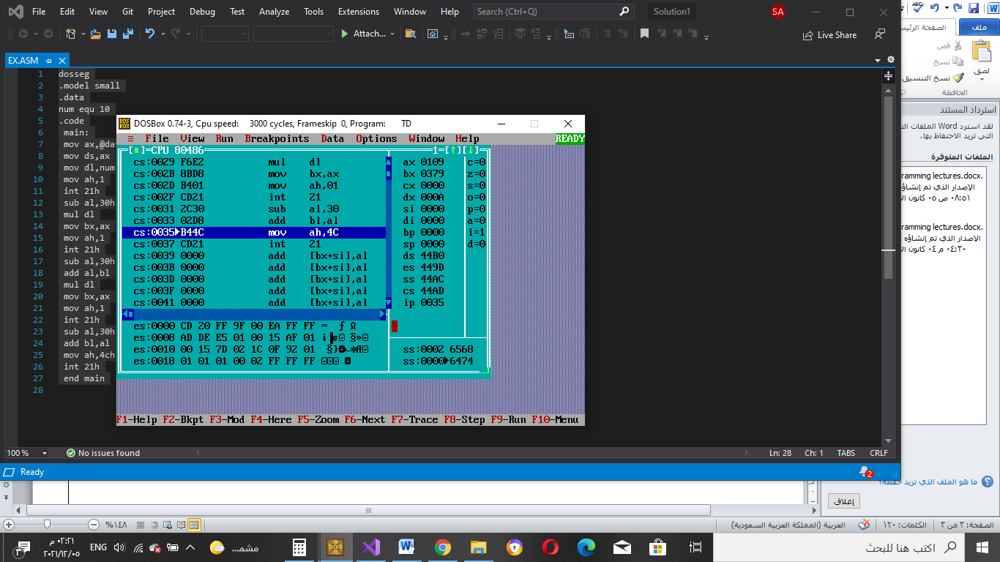 File Edit View Git Project Debug Test Analyze Tools Extensions Window Help Search (Ctrl+Q) Solution1 SA
Attach... Live Share
EX.ASM
1 dosseg
2 .model small
3 .data
4 num equ 10
5 .code
6 main:
7 mov ax,@da
8 mov ds,ax
9 mov dl,num
10 mov ah,1
11 int 21h
12 sub al,30h
13 mul dl
14 mov bx,ax
15 mov ah,1
16 int 21h
17 sub al,30h
18 add al,bl
19 mul dl
20 mov bx,ax
21 mov ah,1
22 int 21h
23 sub al,30h
24 add bl,al
25 mov ah,4ch
26 int 21h
27 end main
28
DOSBox 0.74-3, Cpu speed: 3000 cycles, Frameskip 0, Program: TD
≡ File View Run Breakpoints Data Options Window Help READY
CPU 80486 1=[↑][↓]
cs:0029 F6E2 mul dl ax 0109 c=0
cs:002B 8BD8 mov bx,ax bx 0379 z=0
cs:002D B401 mov ah,01 cx 0000 s=0
cs:002F CD21 int 21 dx 000A o=0
cs:0031 2C30 sub al,30 si 0000 p=0
cs:0033 02D8 add bl,al di 0000 a=0
cs:0035►B44C mov ah,4C bp 0000 i=1
cs:0037 CD21 int 21 sp 0000 d=0
cs:0039 0000 add [bx+si],al ds 44B0
cs:003B 0000 add [bx+si],al es 449D
cs:003D 0000 add [bx+si],al ss 44AC
cs:003F 0000 add [bx+si],al cs 44AD
cs:0041 0000 add [bx+si],al ip 0035
es:0000 CD 20 FF 9F 00 EA FF FF = ƒ Ω
es:0008 AD DE E5 01 00 15 AF 01
es:0010 00 15 7D 02 1C 0F 92 01 ss:0002 6568
es:0018 01 01 01 00 02 FF FF FF ss:0000►6474
F1-Help F2-Bkpt F3-Mod F4-Here F5-Zoom F6-Next F7-Trace F8-Step F9-Run F10-Menu
100 % No issues found Ln: 28 Ch: 1 TABS CRLF
Ready 2
ملف الصفحة الرئيس
لصق
قص
نسخ
نسخ التنسيق
الحافظة
استرداد المستند
لقد استرد Word الملفات
التي تريد الاحتفاظ بها.
الملفات المتوفرة
ramming lectures.docx.
الإصدار الذي تم إنشاؤه
٠٨:٥١ ص ٠٥ كانون
ramming lectures.docx.
الإصدار الذي تم إنشاؤه
٠٤:٣٠ م ٠٤ كانون
ما هو الملف الذي تريد حفظه؟
إغلاق
الصفحة: ٣ من ٣ الكلمات: ١٢٠ العربية (المملكة العربية السعودية) ١٤٨%
اكتب هنا للبحث
مشمـ...
ENG
٠٢:٢١ م
٢٠٢١/١٢/٠٥
٣